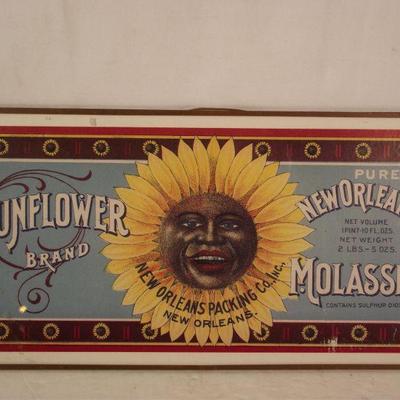 UNFLOWER
BRAND
NEW ORLEANS PACKING CO. INC.
NEW ORLEANS.
PURE
NEW ORLEAN
NET VOLUME
1 PINT-10 FL. OZS.
NET WEIGHT
2 LBS - 5 OZS.
MOLASS
CONTAINS SULPHUR DIOX